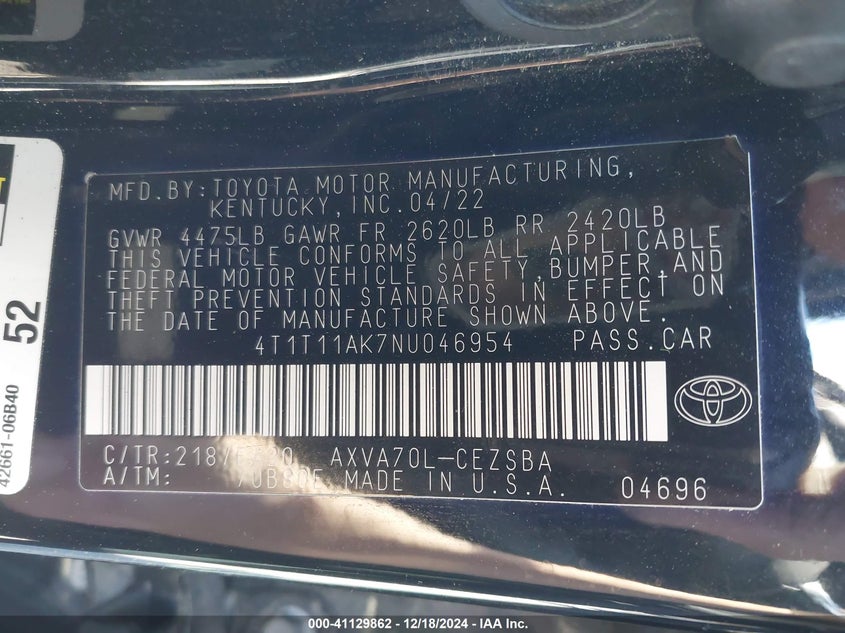 MFD.BY:TOYOTA MOTOR MANUFACTURING,
KENTUCKY,INC.04/22
GVWR 4475LB GAWR FR 2620LB RR 2420LB
THIS VEHICLE CONFORMS TO ALL APPLICABLE
FEDERAL MOTOR VEHICLE SAFETY,BUMPER,AND
THEFT PREVENTION STANDARDS IN EFFECT ON
THE DATE OF MANUFACTURE SHOWN ABOVE.
4T1T11AK7NU046954 PASS.CAR
C/TR:218/ AXVA70L-CEZSBA
A/TM: MADE IN U.S.A. 04696
52
42661-06B40
000-41129862 - 12/18/2024 - IAA Inc.